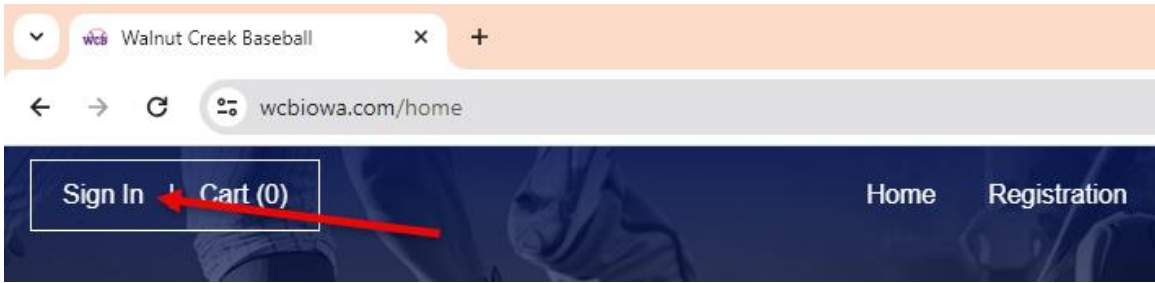 wcb Walnut Creek Baseball
wcbiowa.com/home
Sign In | Cart (0) Home Registration